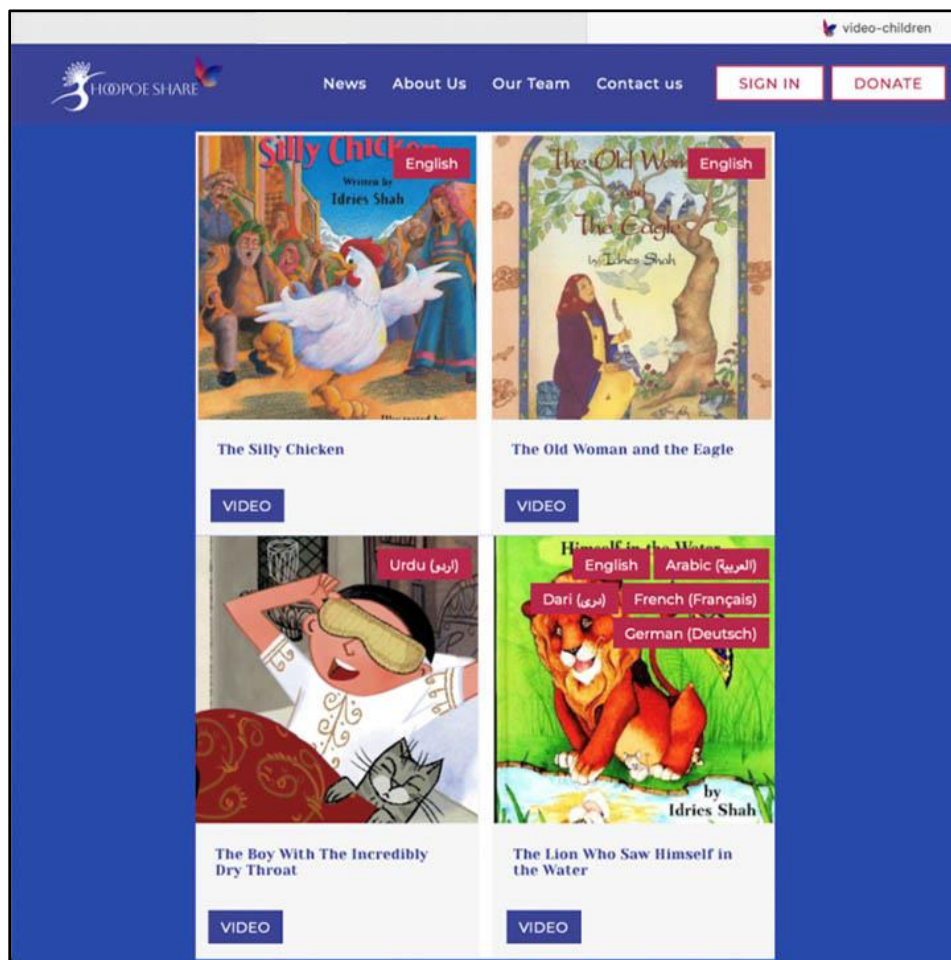 video-children
HOOPOE SHARE
News About Us Our Team Contact us SIGN IN DONATE
Silly Chicken
English
Written by
Idries Shah
The Silly Chicken
VIDEO
The Old
English
and
The Eagle
by Idries Shah
The Old Woman and the Eagle
VIDEO
Urdu (اردو)
The Boy With The Incredibly
Dry Throat
VIDEO
Himself in the Water
English Arabic (العربية)
Dari (دری) French (Français)
German (Deutsch)
by
Idries Shah
The Lion Who Saw Himself in
the Water
VIDEO